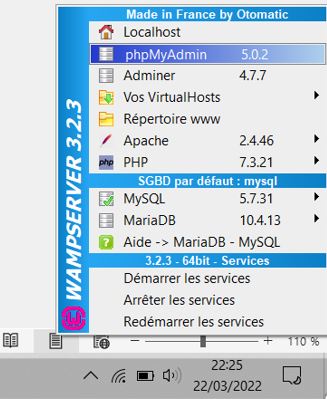 Made in France by Otomatic
Localhost
phpMyAdmin 5.0.2
Adminer 4.7.7
Vos VirtualHosts
Répertoire www
Apache 2.4.46
php PHP 7.3.21
SGBD par défaut : mysql
MySQL 5.7.31
MariaDB 10.4.13
Aide -> MariaDB - MySQL
3.2.3 - 64bit - Services
Démarrer les services
Arrêter les services
Redémarrer les services
WAMPSERVER 3.2.3
110 %
22:25
22/03/2022